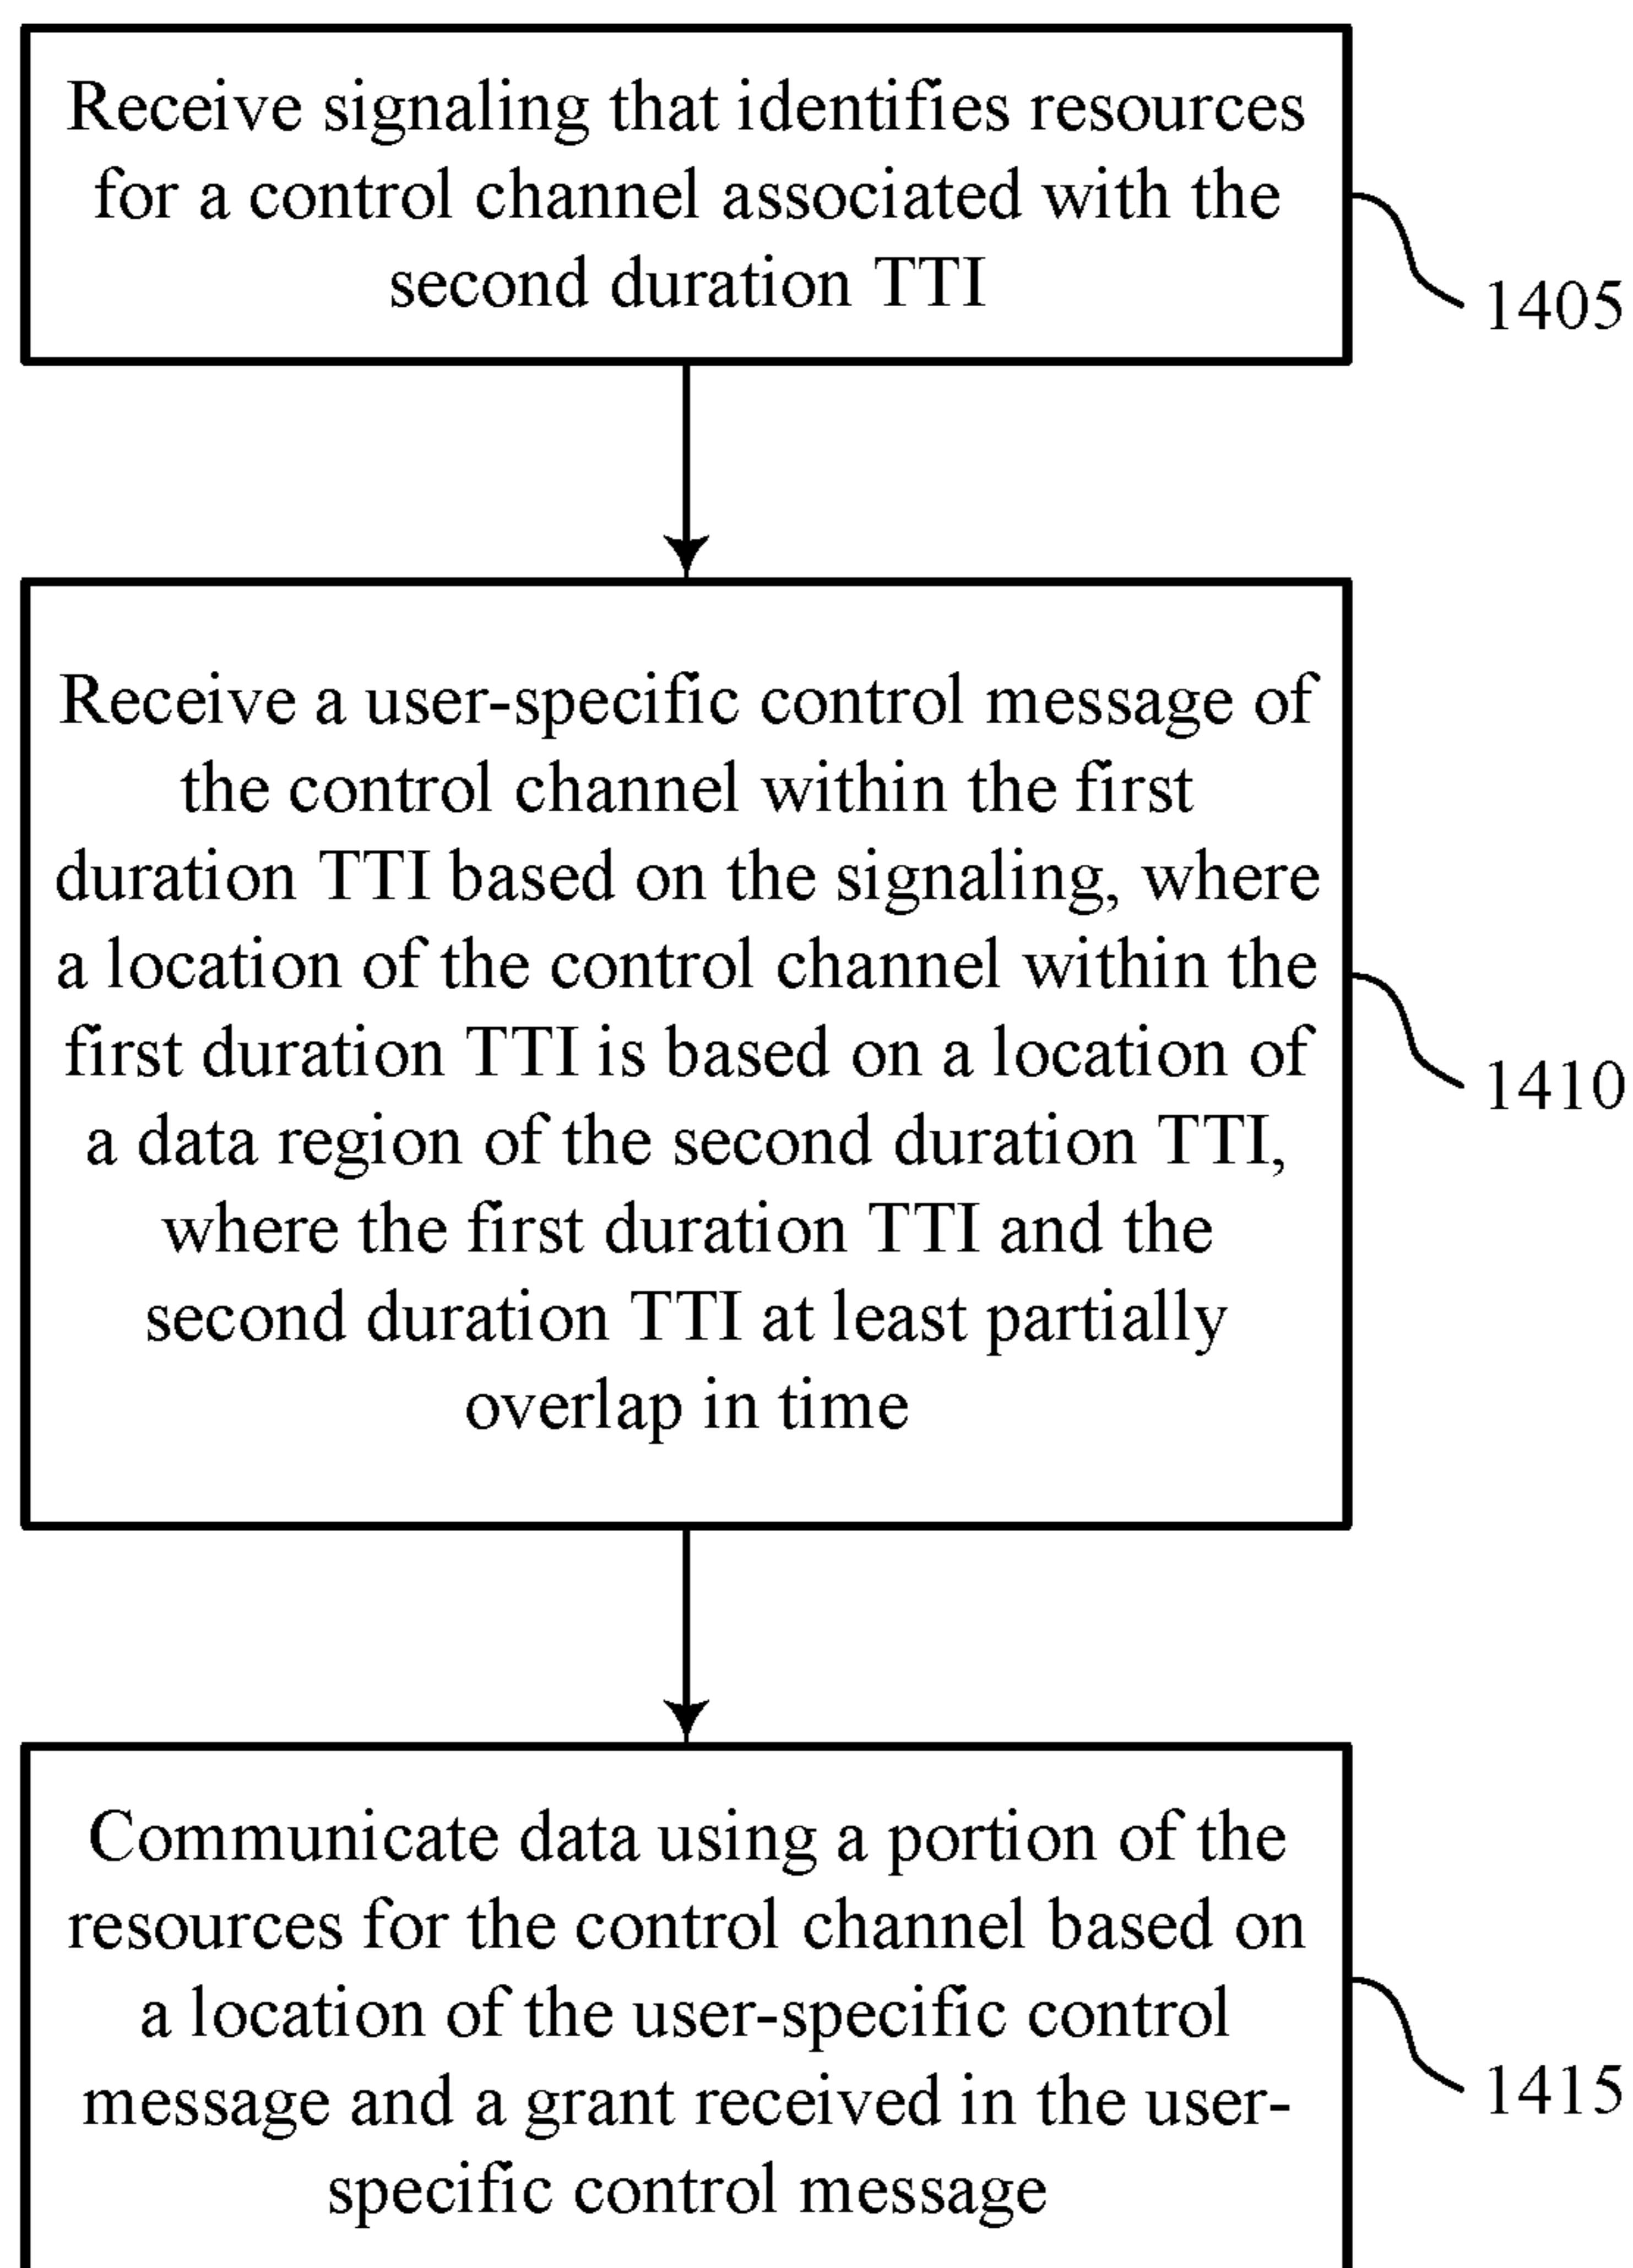 Receive signaling that identifies resources
for a control channel associated with the
second duration TTI
1405
Receive a user-specific control message of
the control channel within the first
duration TTI based on the signaling, where
a location of the control channel within the
first duration TTI is based on a location of
a data region of the second duration TTI,
where the first duration TTI and the
second duration TTI at least partially
overlap in time
1410
Communicate data using a portion of the
resources for the control channel based on
a location of the user-specific control
message and a grant received in the user-
specific control message
1415